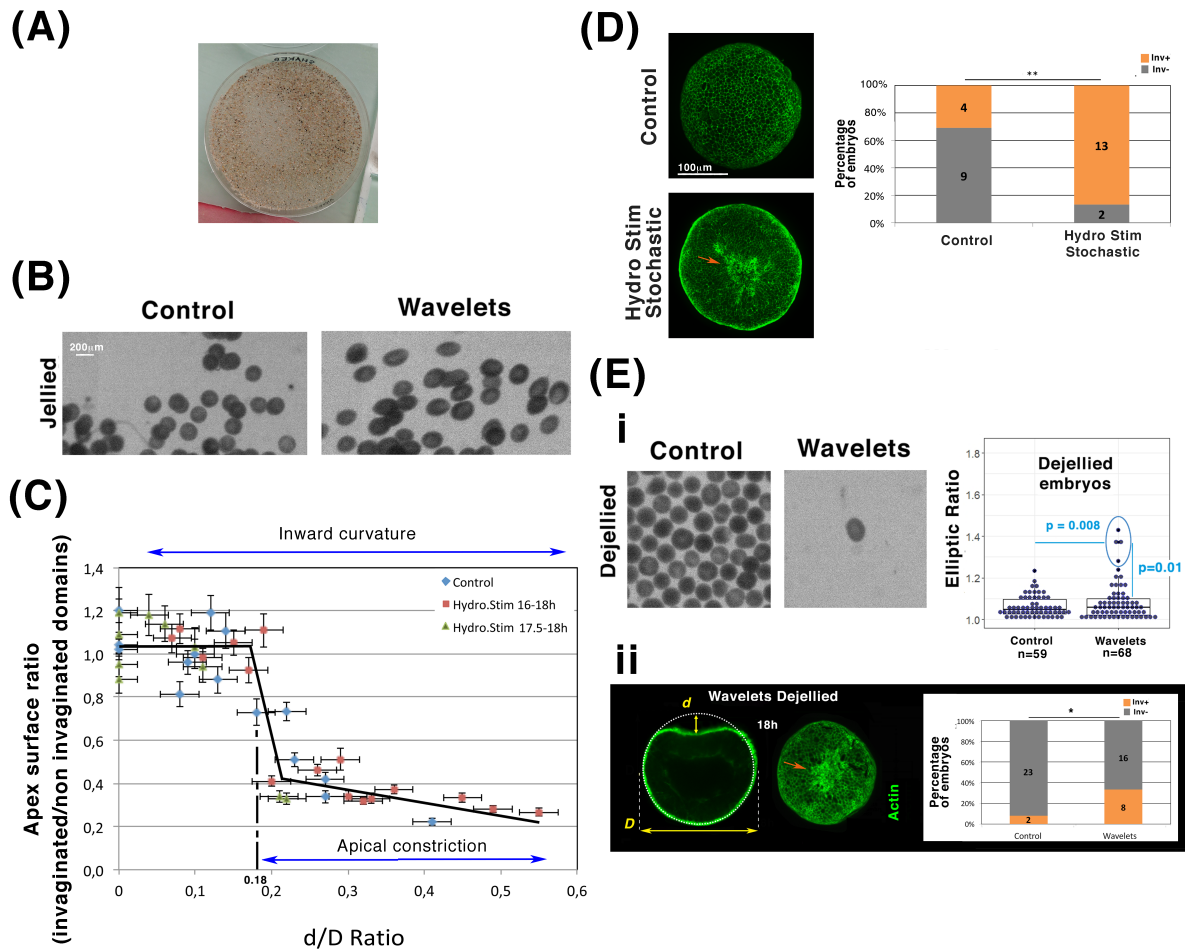 (A)
SHAKER
(B)
Control
Wavelets
Jellied
200μm
(C)
Inward curvature
Apex surface ratio
(invaginated/non invaginated domains)
1,4
1,2
1,0
0,8
0,6
0,4
0,2
0,0
Control
Hydro.Stim 16-18h
Hydro.Stim 17.5-18h
Apical constriction
0.18
0
0,1
0,2
0,3
0,4
0,5
0,6
d/D Ratio
(D)
Control
100μm
Hydro Stim
Stochastic
Inv+
Inv-
**
Percentage
of embryos
100%
80%
60%
40%
20%
0%
4
9
13
2
Control
Hydro Stim
Stochastic
(E)
i
Control
Wavelets
Dejellied
Elliptic Ratio
1.8
1.6
1.4
1.2
1.0
Dejellied
embryos
p = 0.008
p=0.01
Control
n=59
Wavelets
n=68
ii
Wavelets Dejellied
d
18h
D
Actin
Inv+
Inv-
*
Percentage
of embryos
100%
80%
60%
40%
20%
0%
23
2
16
8
Control
Wavelets